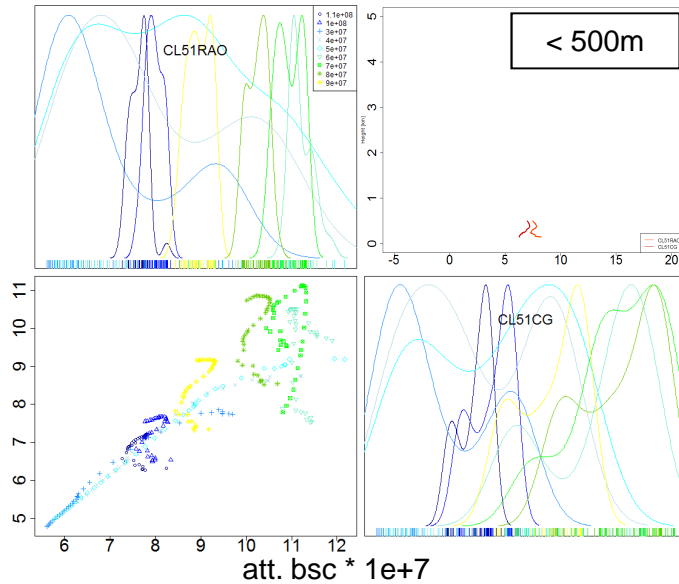 CL51RAO
1.1e+08
1e+08
3e+07
4e+07
5e+07
6e+07
7e+07
8e+07
9e+07
< 500m
Height [km]
5
4
3
2
1
0
-5 0 5 10 15 20
CL51RAO
CL51CG
11
10
9
8
7
6
5
6 7 8 9 10 11 12
CL51CG
att. bsc * 1e+7